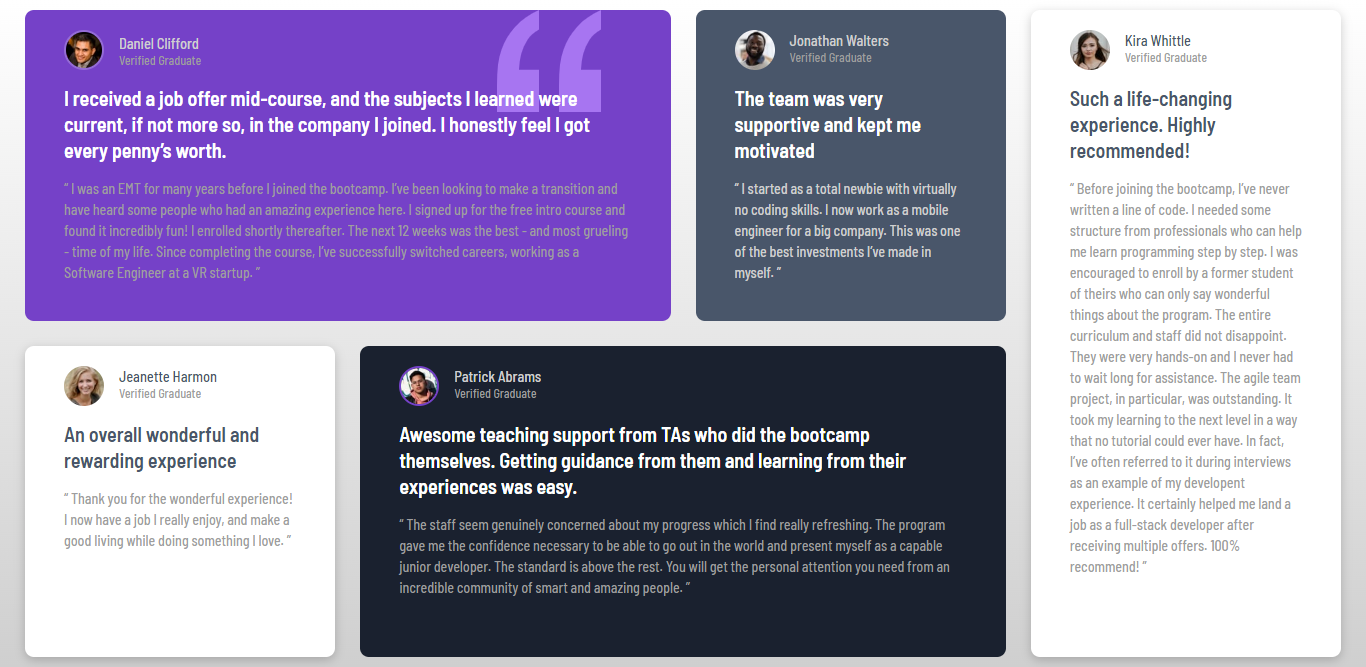 Daniel Clifford
Verified Graduate
I received a job offer mid-course, and the subjects I learned were
current, if not more so, in the company I joined. I honestly feel I got
every penny’s worth.
“ I was an EMT for many years before I joined the bootcamp. I’ve been looking to make a transition and
have heard some people who had an amazing experience here. I signed up for the free intro course and
found it incredibly fun! I enrolled shortly thereafter. The next 12 weeks was the best - and most grueling
- time of my life. Since completing the course, I’ve successfully switched careers, working as a
Software Engineer at a VR startup. ”
Jonathan Walters
Verified Graduate
The team was very
supportive and kept me
motivated
“ I started as a total newbie with virtually
no coding skills. I now work as a mobile
engineer for a big company. This was one
of the best investments I’ve made in
myself. ”
Kira Whittle
Verified Graduate
Such a life-changing
experience. Highly
recommended!
“ Before joining the bootcamp, I’ve never
written a line of code. I needed some
structure from professionals who can help
me learn programming step by step. I was
encouraged to enroll by a former student
of theirs who can only say wonderful
things about the program. The entire
curriculum and staff did not disappoint.
They were very hands-on and I never had
to wait long for assistance. The agile team
project, in particular, was outstanding. It
took my learning to the next level in a way
that no tutorial could ever have. In fact,
I’ve often referred to it during interviews
as an example of my developent
experience. It certainly helped me land a
job as a full-stack developer after
receiving multiple offers. 100%
recommend! ”
Jeanette Harmon
Verified Graduate
An overall wonderful and
rewarding experience
“ Thank you for the wonderful experience!
I now have a job I really enjoy, and make a
good living while doing something I love. ”
Patrick Abrams
Verified Graduate
Awesome teaching support from TAs who did the bootcamp
themselves. Getting guidance from them and learning from their
experiences was easy.
“ The staff seem genuinely concerned about my progress which I find really refreshing. The program
gave me the confidence necessary to be able to go out in the world and present myself as a capable
junior developer. The standard is above the rest. You will get the personal attention you need from an
incredible community of smart and amazing people. ”